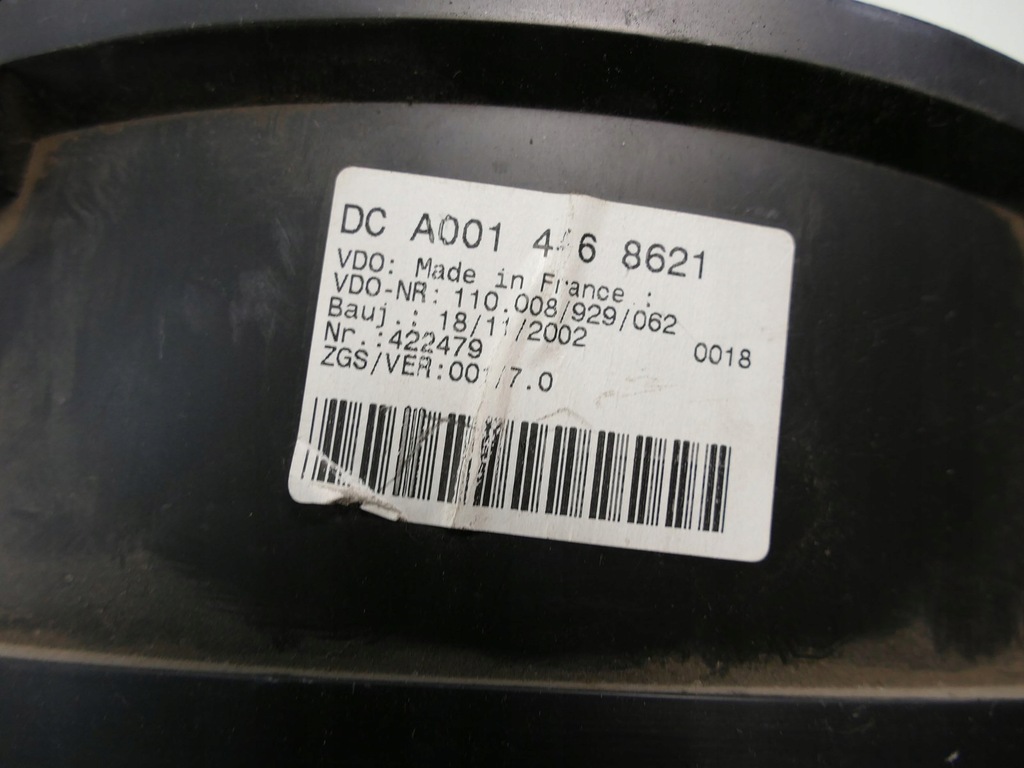 DC A001 446 8621
VDO: Made in France :
VDO-NR: 110.008/929/062
Bauj.: 18/11/2002 0018
Nr.:422479
ZGS/VER:001/7.0